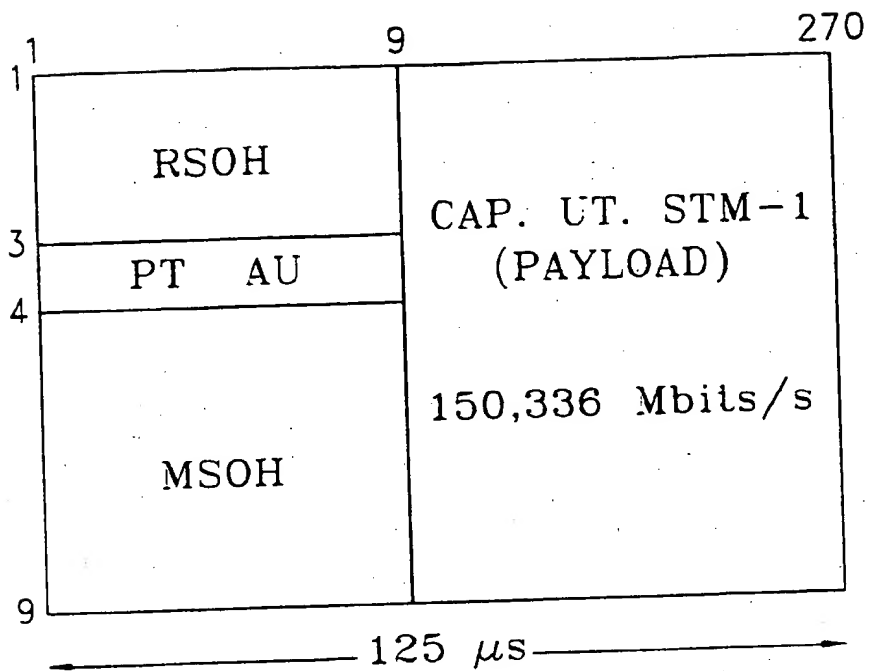 1 9 270
1
RSOH
3
PT AU
4
MSOH
9
CAP. UT. STM-1
(PAYLOAD)
150,336 Mbits/s
125 μs